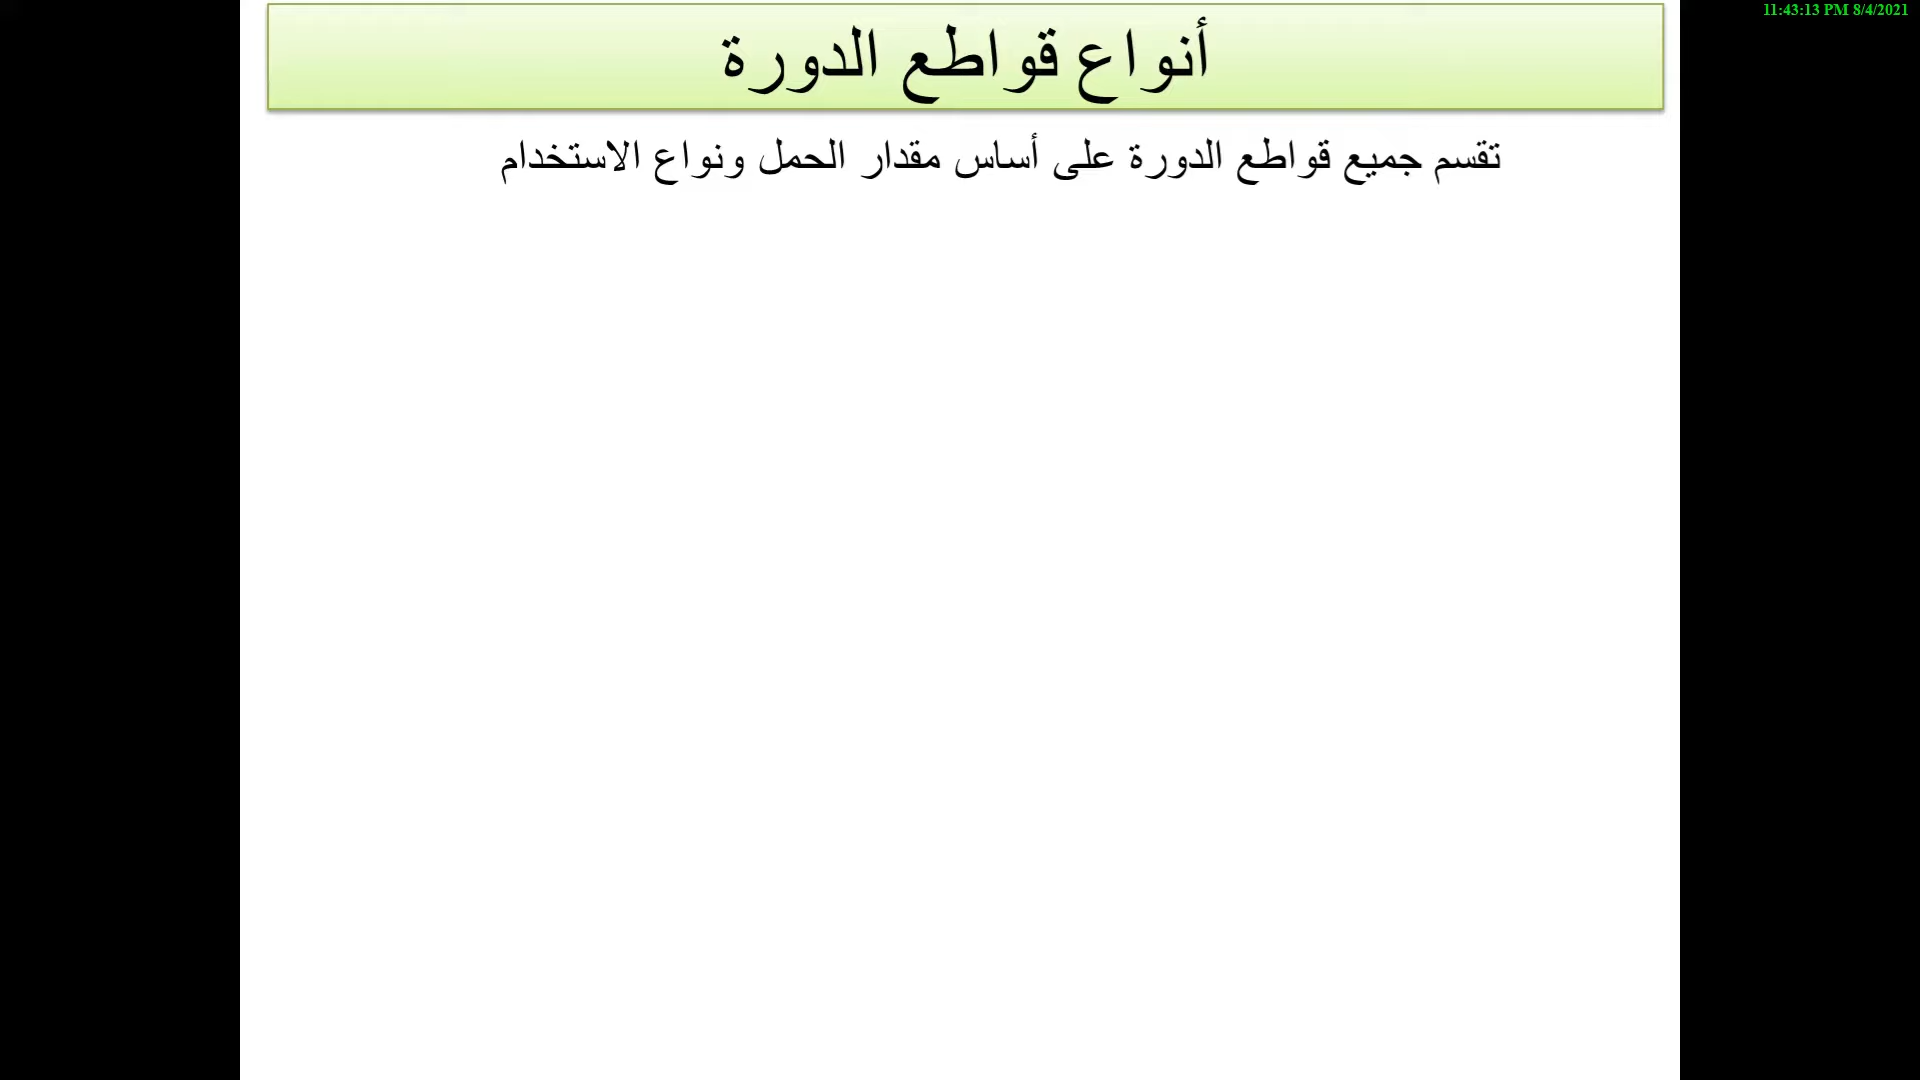 11:43:13 PM 8/4/2021
أنواع قواطع الدورة
تقسم جميع قواطع الدورة على أساس مقدار الحمل ونواع الاستخدام